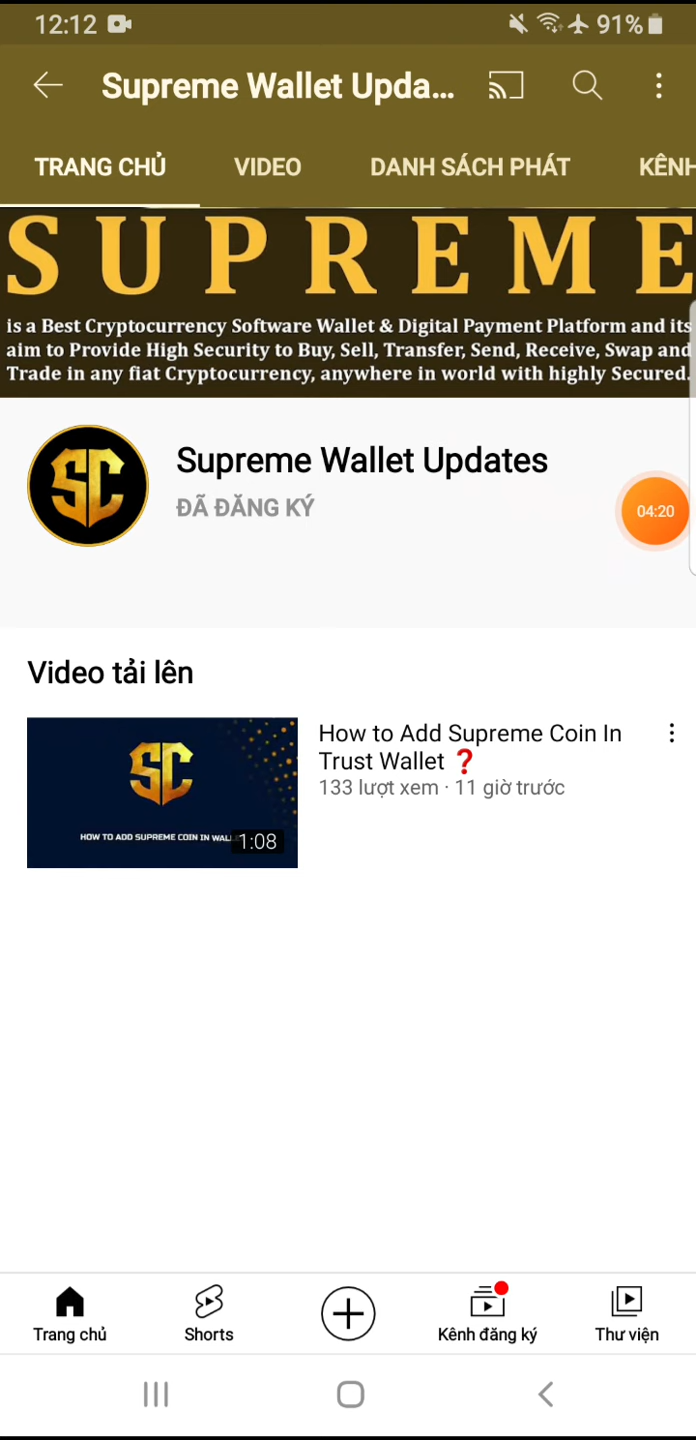 12:12
91%
Supreme Wallet Upda...
TRANG CHỦ VIDEO DANH SÁCH PHÁT KÊNH
SUPREME
is a Best Cryptocurrency Software Wallet & Digital Payment Platform and its
aim to Provide High Security to Buy, Sell, Transfer, Send, Receive, Swap and
Trade in any fiat Cryptocurrency, anywhere in world with highly Secured.
SC
Supreme Wallet Updates
ĐÃ ĐĂNG KÝ
04:20
Video tải lên
SC
HOW TO ADD SUPREME COIN IN WAL
1:08
How to Add Supreme Coin In
Trust Wallet ❓
133 lượt xem · 11 giờ trước
Trang chủ Shorts Kênh đăng ký Thư viện